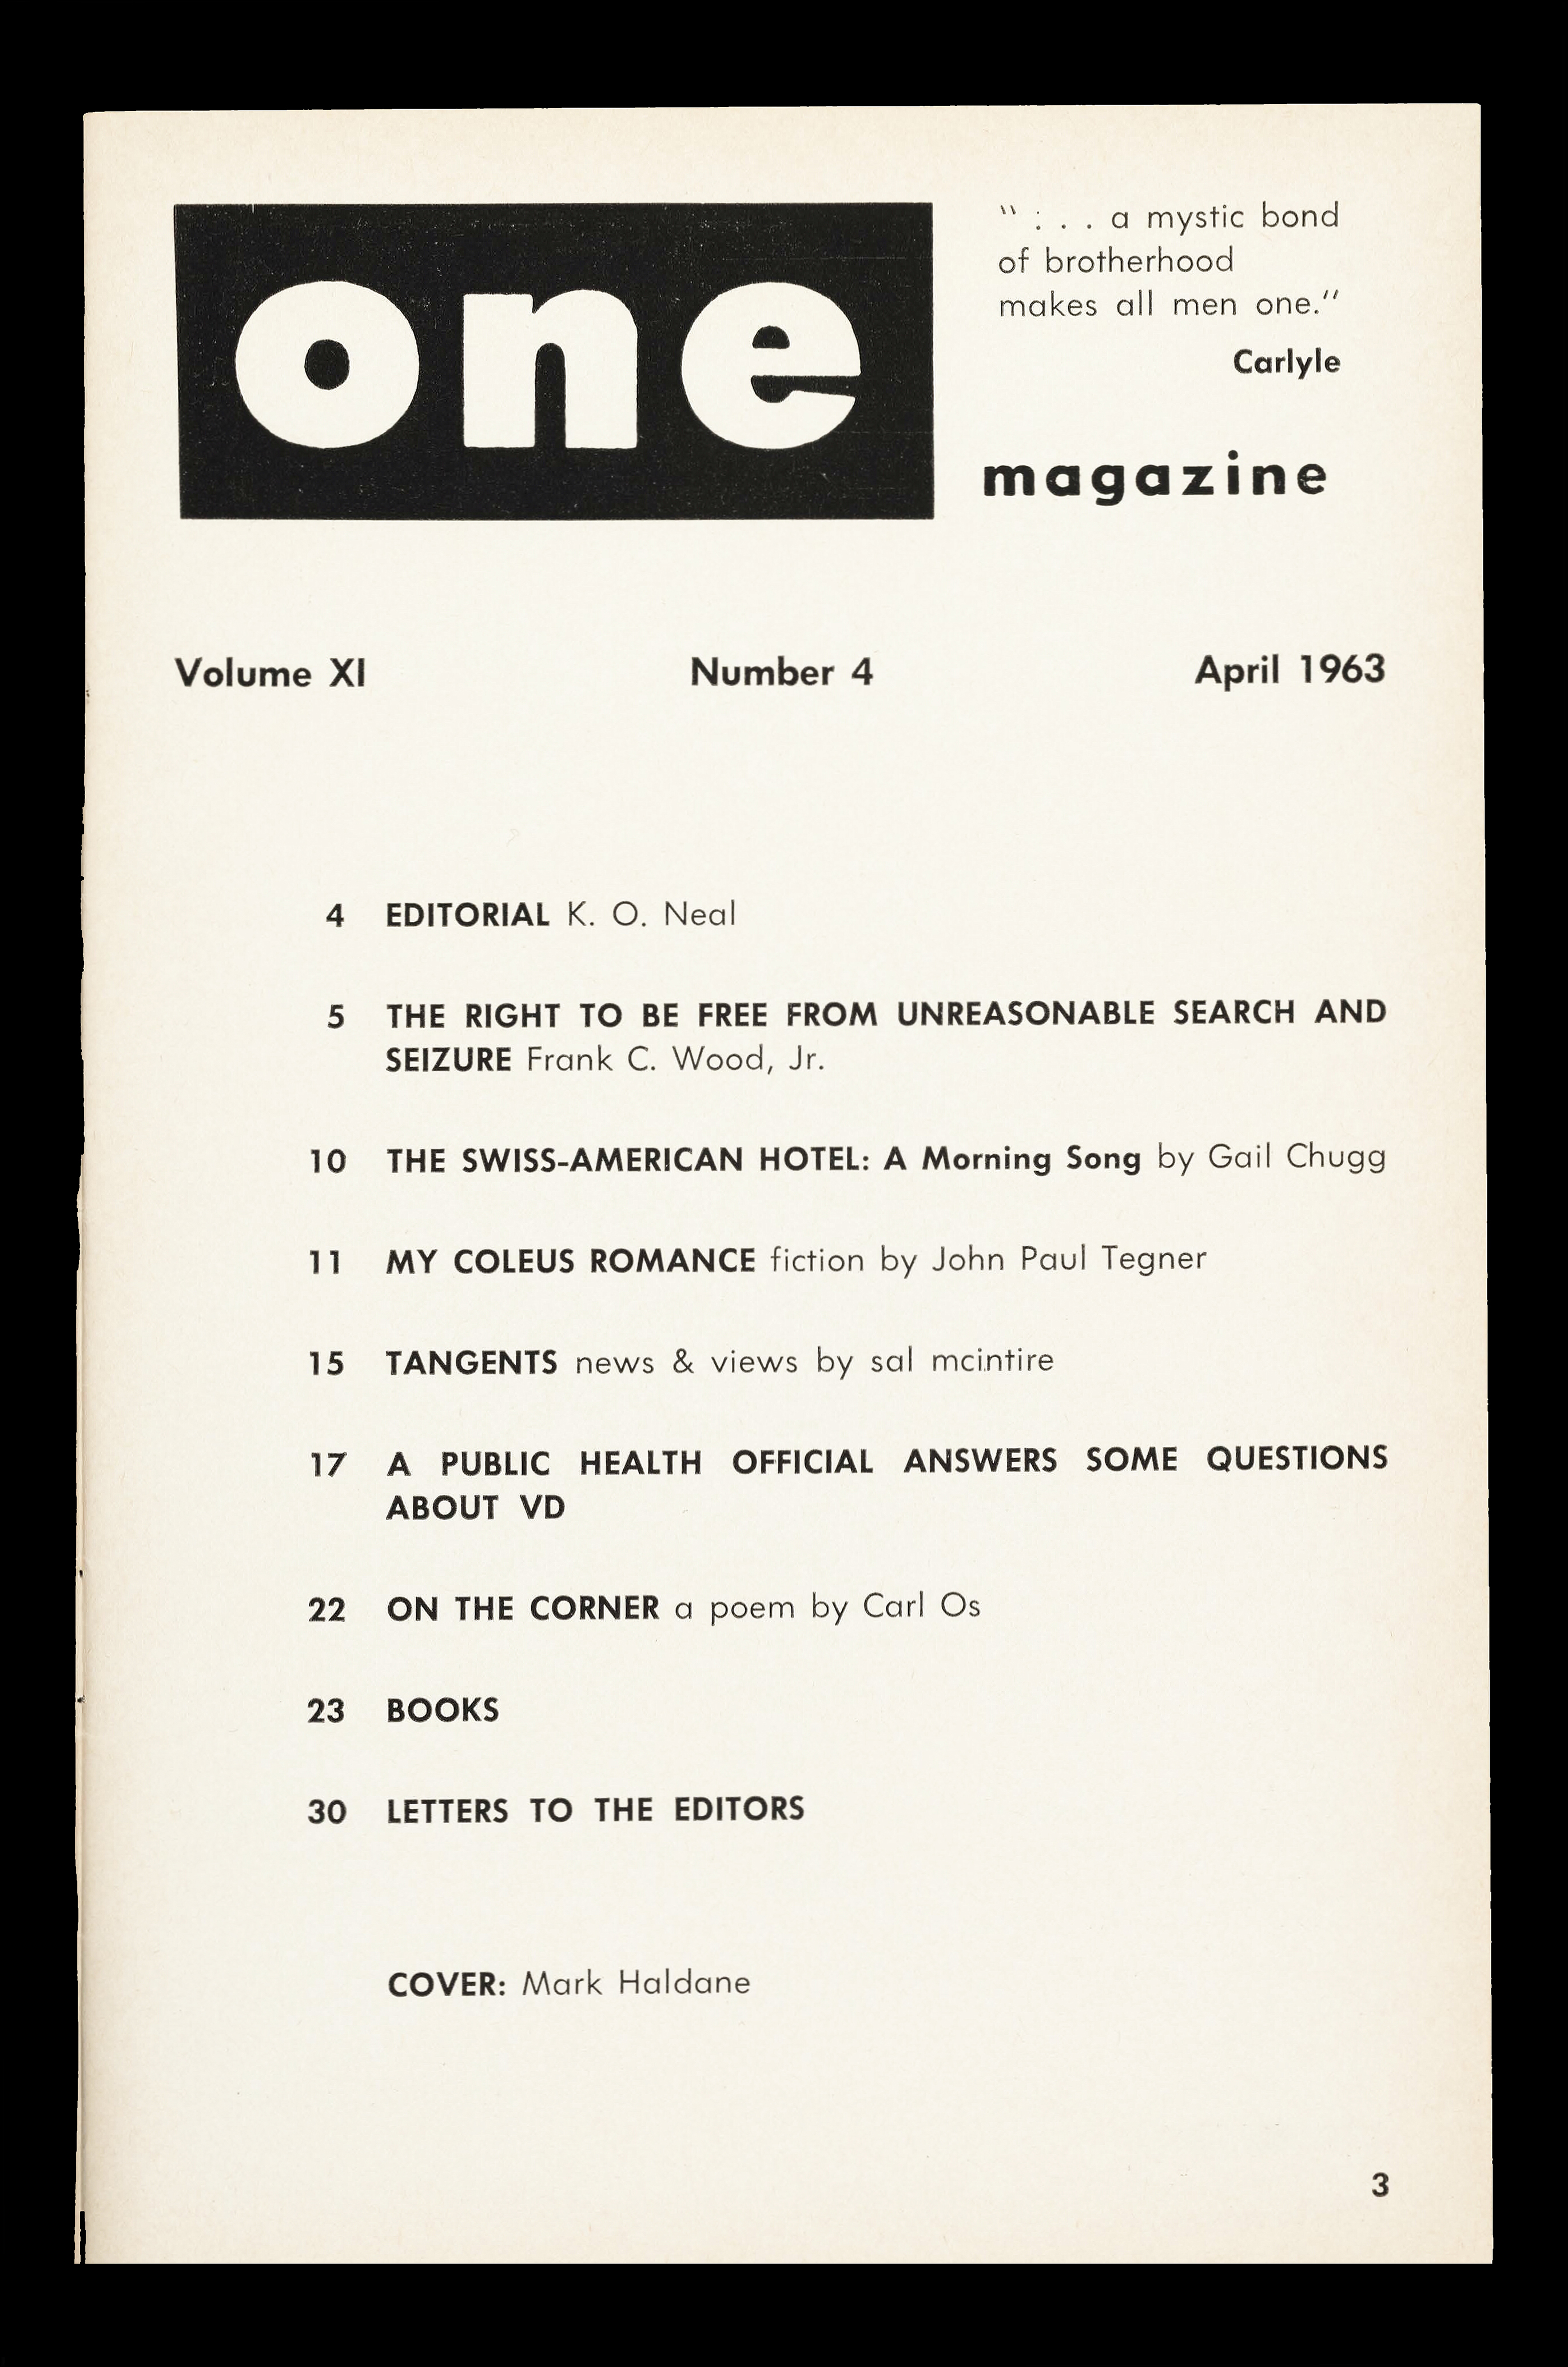 one
" : . . a mystic bond
of brotherhood
makes all men one."
Carlyle
magazine
Volume XI Number 4 April 1963
4 EDITORIAL K. O. Neal
5 THE RIGHT TO BE FREE FROM UNREASONABLE SEARCH AND
SEIZURE Frank C. Wood, Jr.
10 THE SWISS-AMERICAN HOTEL: A Morning Song by Gail Chugg
11 MY COLEUS ROMANCE fiction by John Paul Tegner
15 TANGENTS news & views by sal mcintire
17 A PUBLIC HEALTH OFFICIAL ANSWERS SOME QUESTIONS
ABOUT VD
22 ON THE CORNER a poem by Carl Os
23 BOOKS
30 LETTERS TO THE EDITORS
COVER: Mark Haldane
3